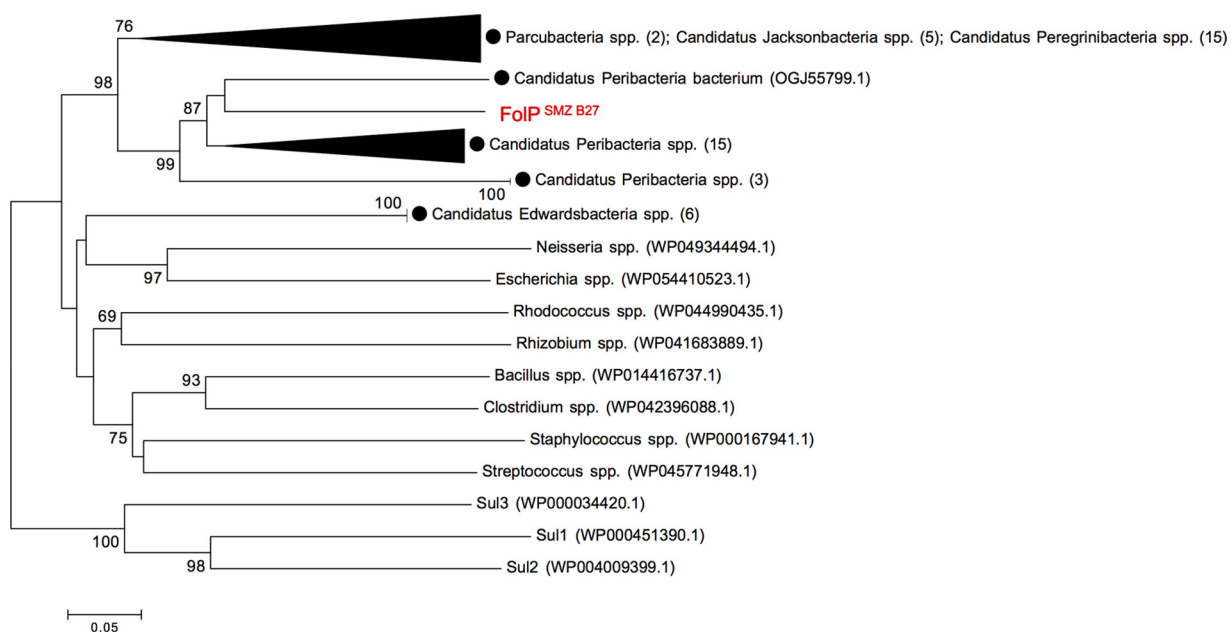 76
Parcubacteria spp. (2); Candidatus Jacksonbacteria spp. (5); Candidatus Peregrinibacteria spp. (15)
98
Candidatus Peribacteria bacterium (OGJ55799.1)
87
FolP SMZ B27
Candidatus Peribacteria spp. (15)
99
Candidatus Peribacteria spp. (3)
100
100
Candidatus Edwardsbacteria spp. (6)
Neisseria spp. (WP049344494.1)
97
Escherichia spp. (WP054410523.1)
Rhodococcus spp. (WP044990435.1)
69
Rhizobium spp. (WP041683889.1)
Bacillus spp. (WP014416737.1)
93
Clostridium spp. (WP042396088.1)
75
Staphylococcus spp. (WP000167941.1)
Streptococcus spp. (WP045771948.1)
Sul3 (WP000034420.1)
100
Sul1 (WP000451390.1)
98
Sul2 (WP004009399.1)
0.05